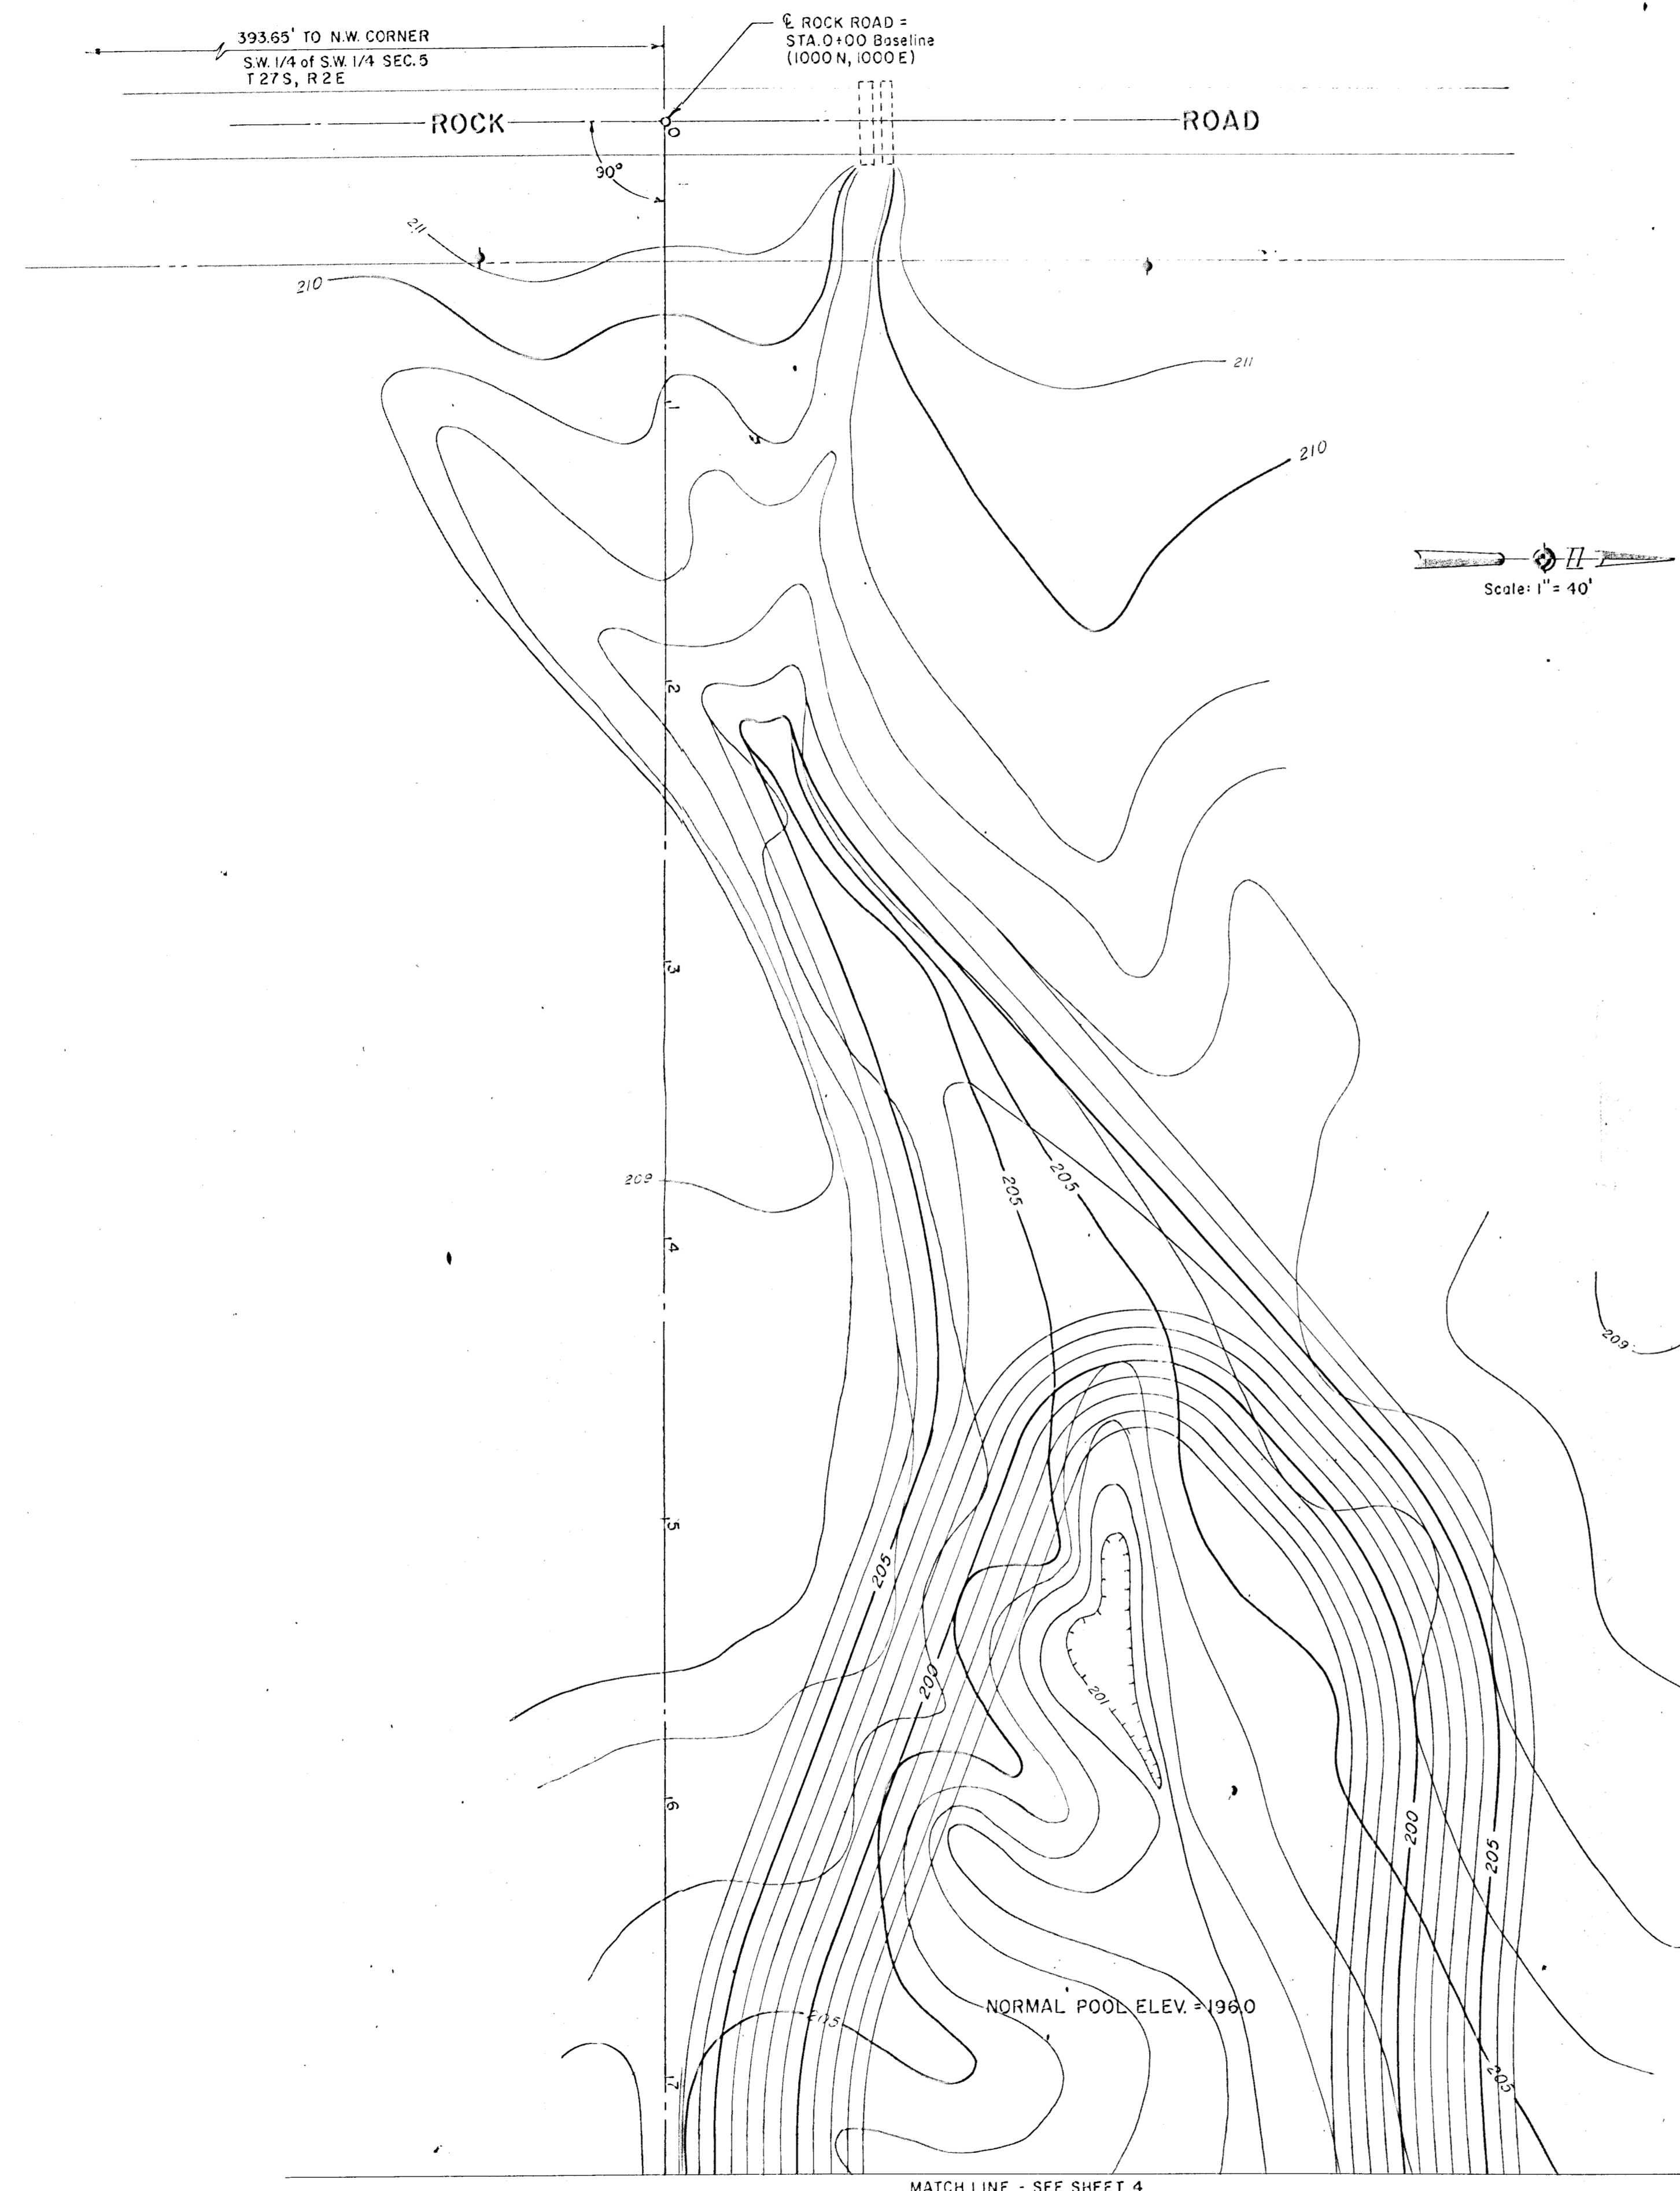 ℄ ROCK ROAD =
STA.0+00 Baseline
(1000 N, 1000 E)
393.65' TO N.W. CORNER
S.W. 1/4 of S.W. 1/4 SEC. 5
T 27 S, R 2 E
ROCK
ROAD
0
90°
211
210
211
1
210
Scale: 1" = 40'
2
3
205
205
209
4
209
5
205
201
200
6
200
205
NORMAL POOL ELEV. = 196.0
205
205
7
MATCH LINE - SEE SHEET 4